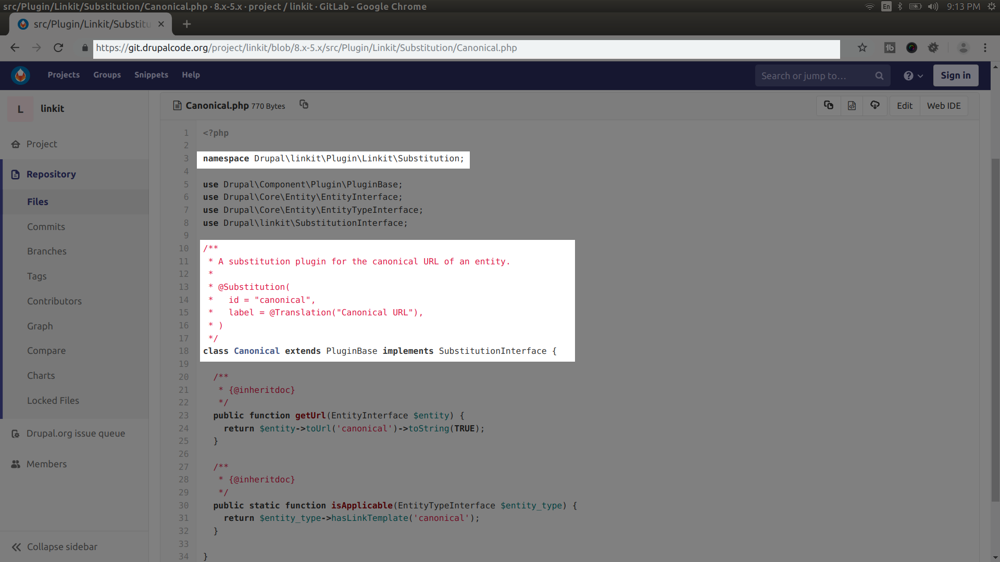 src/Plugin/Linkit/Substitution/Canonical.php · 8.x-5.x · project / linkit · GitLab - Google Chrome
En 9:13 PM
src/Plugin/Linkit/Substitu
https://git.drupalcode.org/project/linkit/blob/8.x-5.x/src/Plugin/Linkit/Substitution/Canonical.php
Projects Groups Snippets Help Search or jump to… Sign in
L linkit
Canonical.php 770 Bytes Edit Web IDE
Project
Repository
Files
Commits
Branches
Tags
Contributors
Graph
Compare
Charts
Locked Files
Drupal.org issue queue
Members
Collapse sidebar
1 <?php
2
3 namespace Drupal\linkit\Plugin\Linkit\Substitution;
4
5 use Drupal\Component\Plugin\PluginBase;
6 use Drupal\Core\Entity\EntityInterface;
7 use Drupal\Core\Entity\EntityTypeInterface;
8 use Drupal\linkit\SubstitutionInterface;
9
10 /**
11 * A substitution plugin for the canonical URL of an entity.
12 *
13 * @Substitution(
14 *   id = "canonical",
15 *   label = @Translation("Canonical URL"),
16 * )
17 */
18 class Canonical extends PluginBase implements SubstitutionInterface {
19
20   /**
21    * {@inheritdoc}
22    */
23   public function getUrl(EntityInterface $entity) {
24     return $entity->toUrl('canonical')->toString(TRUE);
25   }
26
27   /**
28    * {@inheritdoc}
29    */
30   public static function isApplicable(EntityTypeInterface $entity_type) {
31     return $entity_type->hasLinkTemplate('canonical');
32   }
33
34 }